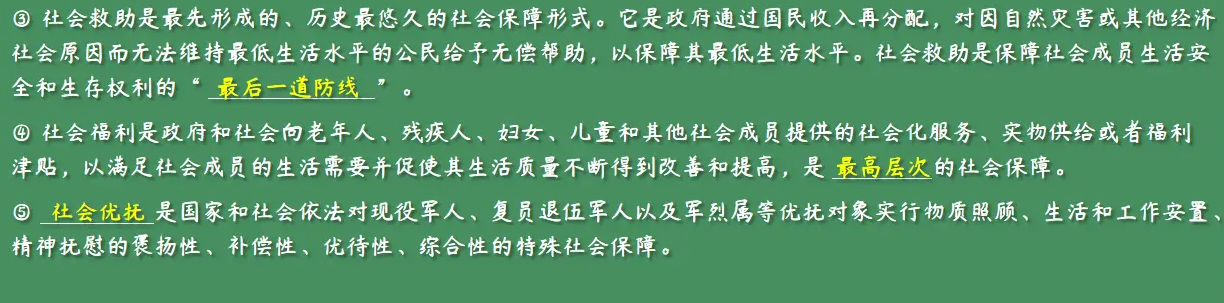 ③ 社会救助是最先形成的、历史最悠久的社会保障形式。它是政府通过国民收入再分配，对因自然灾害或其他经济
社会原因而无法维持最低生活水平的公民给予无偿帮助，以保障其最低生活水平。社会救助是保障社会成员生活安
全和生存权利的“ 最后一道防线 ”。
④ 社会福利是政府和社会向老年人、残疾人、妇女、儿童和其他社会成员提供的社会化服务、实物供给或者福利
津贴，以满足社会成员的生活需要并促使其生活质量不断得到改善和提高，是 最高层次的社会保障。
⑤ 社会优抚 是国家和社会依法对现役军人、复员退伍军人以及军烈属等优抚对象实行物质照顾、生活和工作安置、
精神抚慰的褒扬性、补偿性、优待性、综合性的特殊社会保障。